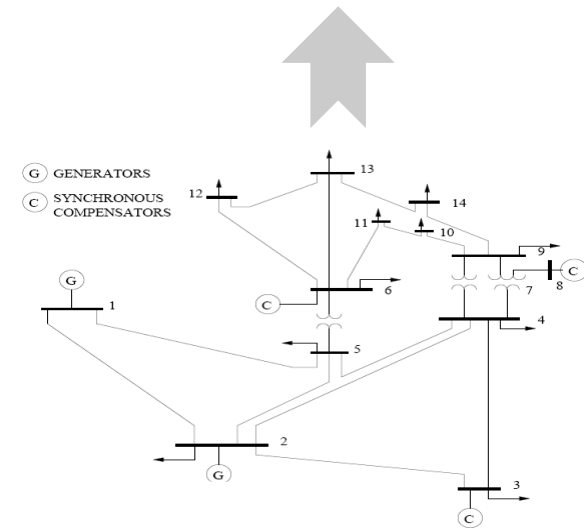 13
G GENERATORS
12
C SYNCHRONOUS
COMPENSATORS
14
11
10
9
G
C
8
6
7
C
1
4
5
2
G
3
C